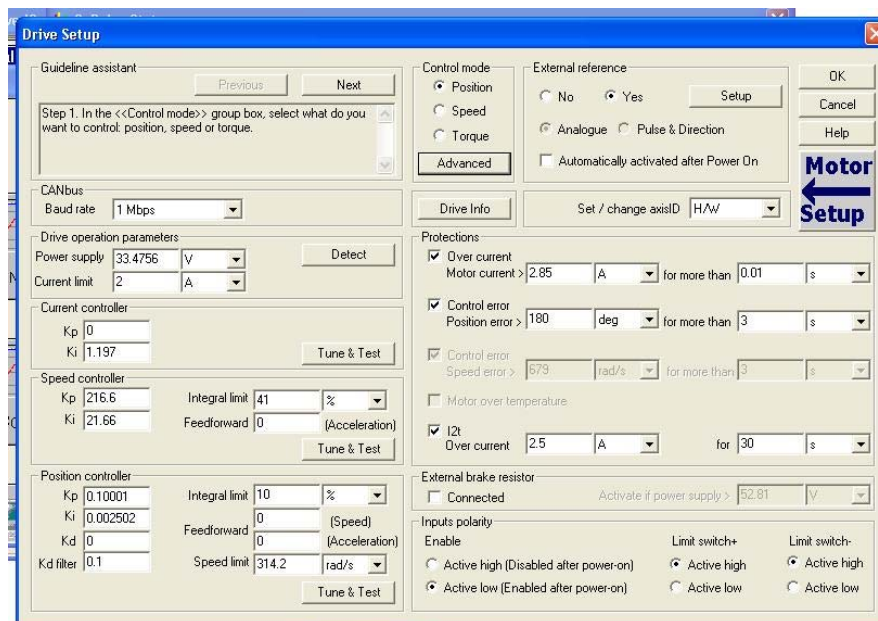 Drive Setup
Guideline assistant
Previous
Next
Step 1. In the <<Control mode>> group box, select what do you
want to control: position, speed or torque.
Control mode
Position
Speed
Torque
Advanced
External reference
No
Yes
Setup
Analogue
Pulse & Direction
Automatically activated after Power On
OK
Cancel
Help
Motor
Setup
CANbus
Baud rate 1 Mbps
Drive Info
Set / change axisID H/W
Drive operation parameters
Power supply 33.4756 V
Detect
Current limit 2 A
Current controller
Kp 0
Ki 1.197
Tune & Test
Speed controller
Kp 216.6
Integral limit 41 %
Ki 21.66
Feedforward 0 (Acceleration)
Tune & Test
Position controller
Kp 0.10001
Integral limit 10 %
Ki 0.002502
Feedforward
0 (Speed)
Kd 0
0 (Acceleration)
Kd filter 0.1
Speed limit 314.2 rad/s
Tune & Test
Protections
Over current
Motor current > 2.85 A for more than 0.01 s
Control error
Position error > 180 deg for more than 3 s
Control error
Speed error > 679 rad/s for more than 3 s
Motor over temperature
I2t
Over current 2.5 A for 30 s
External brake resistor
Connected
Activate if power supply > 52.81 V
Inputs polarity
Enable
Limit switch+
Limit switch-
Active high (Disabled after power-on)
Active high
Active high
Active low (Enabled after power-on)
Active low
Active low